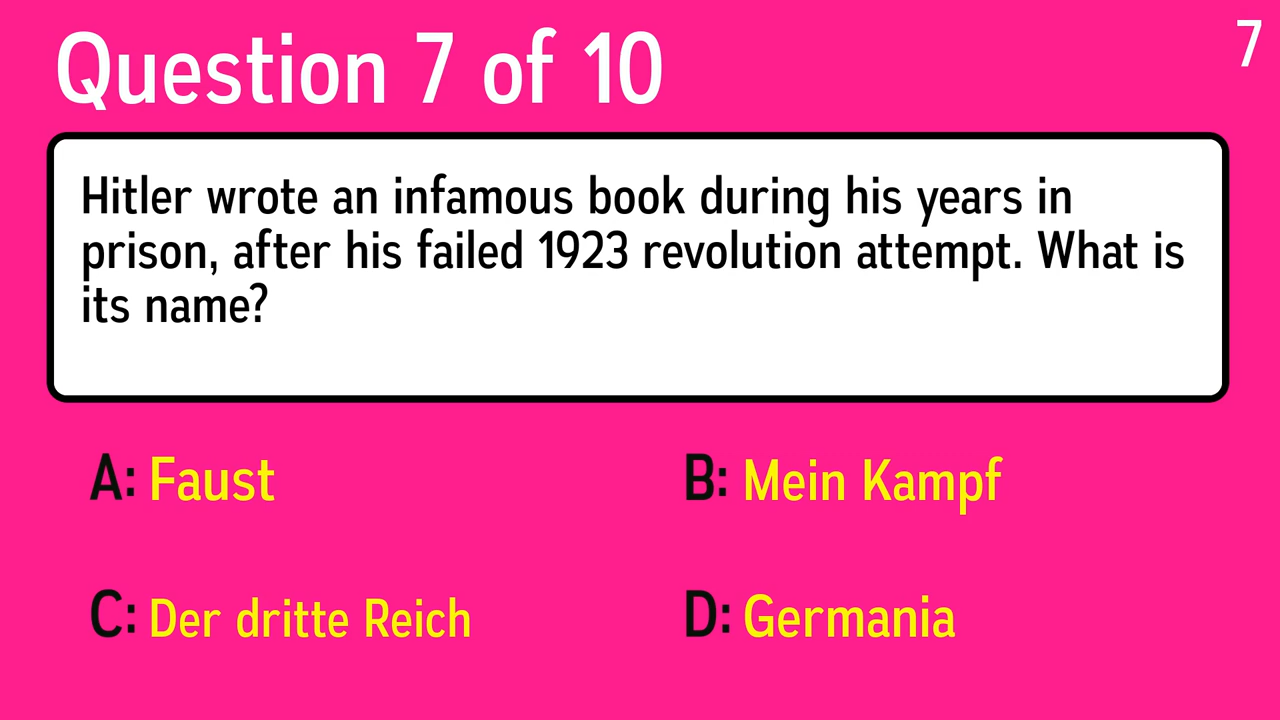 Question 7 of 10
7
Hitler wrote an infamous book during his years in
prison, after his failed 1923 revolution attempt. What is
its name?
A: Faust
B: Mein Kampf
C: Der dritte Reich
D: Germania